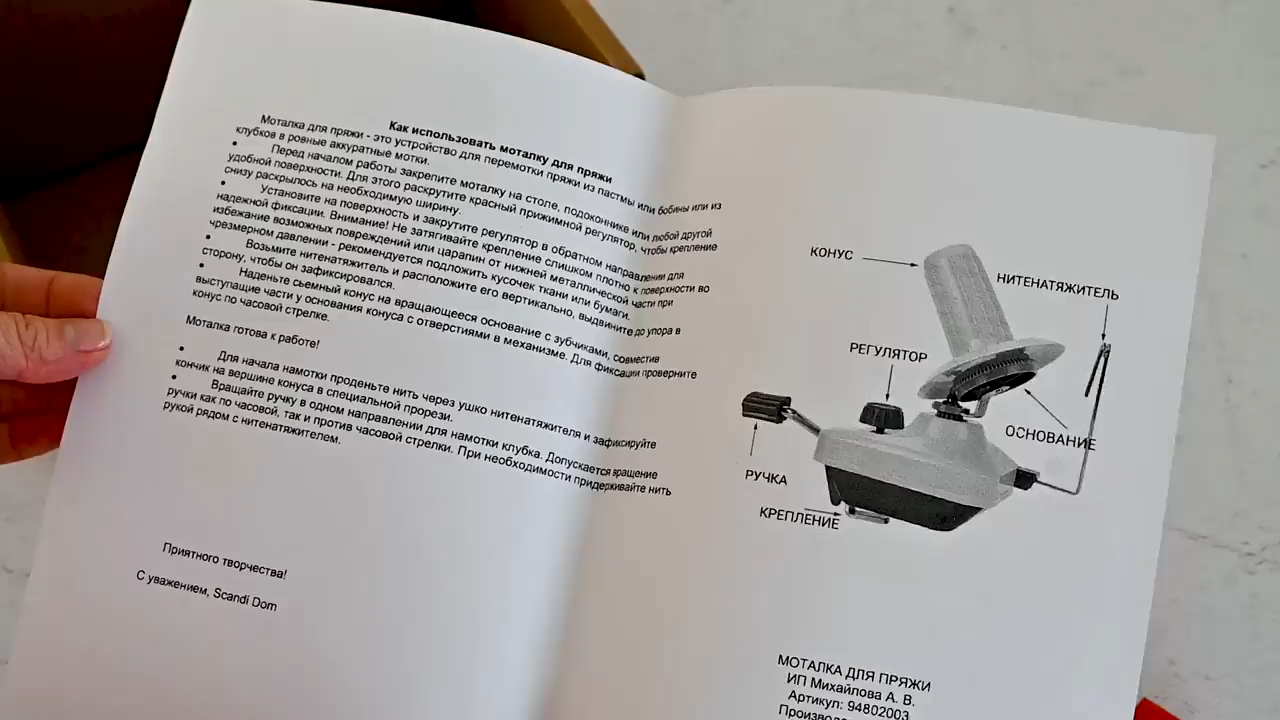 Как использовать моталку для пряжи
Моталка для пряжи - это устройство для перемотки пряжи из пастмы или бобины или из
клубков в ровные аккуратные мотки.
• Перед началом работы закрепите моталку на столе, подоконнике или любой другой
удобной поверхности. Для этого раскрутите красный прижимной регулятор, чтобы крепление
снизу раскрылось на необходимую ширину.
• Установите на поверхность и закрутите регулятор в обратном направлении для
надежной фиксации. Внимание! Не затягивайте крепление слишком плотно к поверхности во
избежание возможных повреждений или царапин от нижней металлической части при
чрезмерном давлении - рекомендуется подложить кусочек ткани или бумаги.
• Возьмите нитенатяжитель и расположите его вертикально, выдвините до упора в
сторону, чтобы он зафиксировался.
• Наденьте сьемный конус на вращающееся основание с зубчиками, совместив
выступающие части у основания конуса с отверстиями в механизме. Для фиксации проверните
конус по часовой стрелке.
Моталка готова к работе!
• Для начала намотки проденьте нить через ушко нитенатяжителя и зафиксируйте
кончик на вершине конуса в специальной прорези.
• Вращайте ручку в одном направлении для намотки клубка. Допускается вращение
ручки как по часовой, так и против часовой стрелки. При необходимости придерживайте нить
рукой рядом с нитенатяжителем.
Приятного творчества!
С уважением, Scandi Dom
КОНУС
НИТЕНАТЯЖИТЕЛЬ
РЕГУЛЯТОР
ОСНОВАНИЕ
РУЧКА
КРЕПЛЕНИЕ
МОТАЛКА ДЛЯ ПРЯЖИ
ИП Михайлова А. В.
Артикул: 94802003